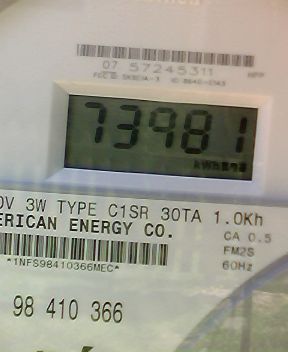 07 57245311
73981
0V 3W TYPE C1SR 30TA 1.0Kh
ERICAN ENERGY CO.
CA 0.5
FM2S
60Hz
*1NFS98410366MEC*
98 410 366